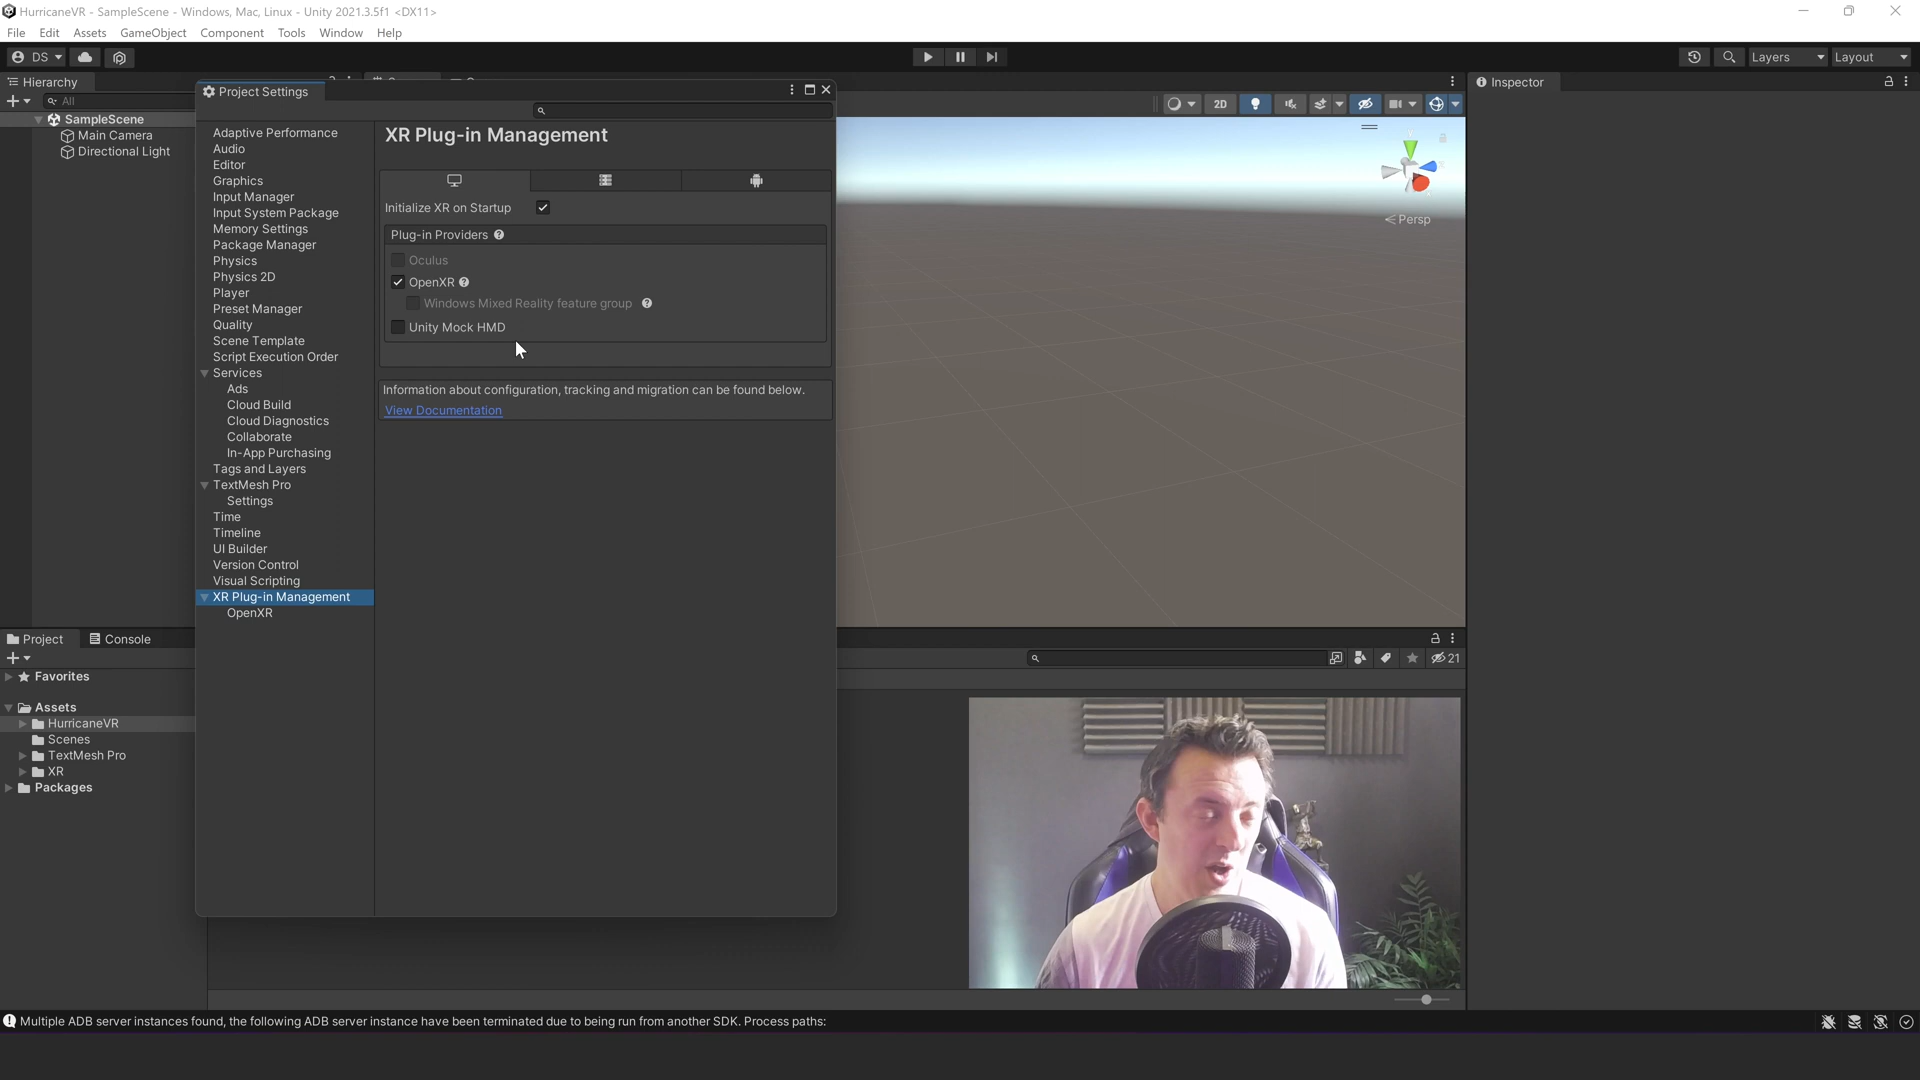 HurricaneVR - SampleScene - Windows, Mac, Linux - Unity 2021.3.5f1 <DX11>
File Edit Assets GameObject Component Tools Window Help
DS Layers Layout
Hierarchy
All
SampleScene
Main Camera
Directional Light
Project Settings
Adaptive Performance
Audio
Editor
Graphics
Input Manager
Input System Package
Memory Settings
Package Manager
Physics
Physics 2D
Player
Preset Manager
Quality
Scene Template
Script Execution Order
Services
Ads
Cloud Build
Cloud Diagnostics
Collaborate
In-App Purchasing
Tags and Layers
TextMesh Pro
Settings
Time
Timeline
UI Builder
Version Control
Visual Scripting
XR Plug-in Management
OpenXR
XR Plug-in Management
Initialize XR on Startup
Plug-in Providers
Oculus
OpenXR
Windows Mixed Reality feature group
Unity Mock HMD
Information about configuration, tracking and migration can be found below.
View Documentation
2D
Persp
Inspector
Project Console
21
Favorites
Assets
HurricaneVR
Scenes
TextMesh Pro
XR
Packages
Multiple ADB server instances found, the following ADB server instance have been terminated due to being run from another SDK. Process paths: